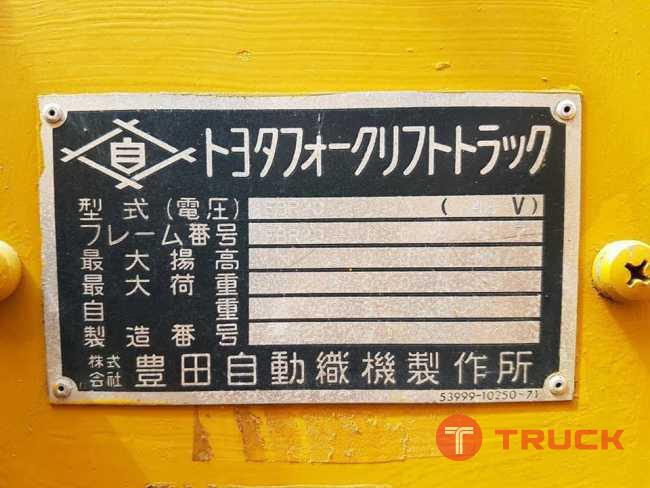 自 トヨタフォークリフトトラック
型式(電圧) ( V)
フレーム番号
最大揚高
最大荷重
自重
製造番号
株式会社 豊田自動織機製作所
53999-10250-71
TRUCK